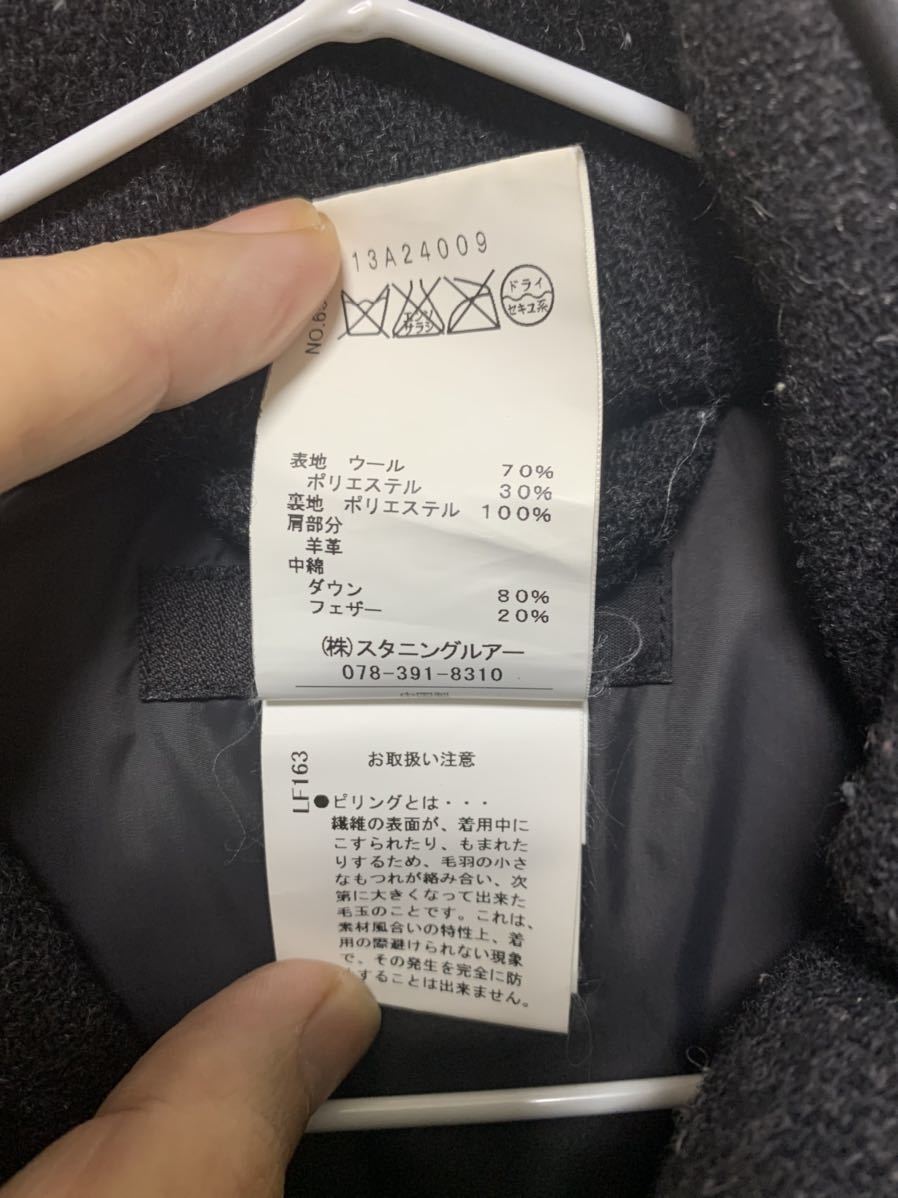 13A24009
NO.6
エンソ
サラシ
ドライ
セキユ系
表地 ウール 70%
ポリエステル 30%
裏地 ポリエステル 100%
肩部分
羊革
中綿
ダウン 80%
フェザー 20%
(株)スタニングルアー
078-391-8310
LF163
お取扱い注意
●ピリングとは・・・
繊維の表面が、着用中に
こすられたり、もまれた
りするため、毛羽の小さ
なもつれが絡み合い、次
第に大きくなって出来た
毛玉のことです。これは、
素材風合いの特性上、着
用の際避けられない現象
で、その発生を完全に防
することは出来ません。